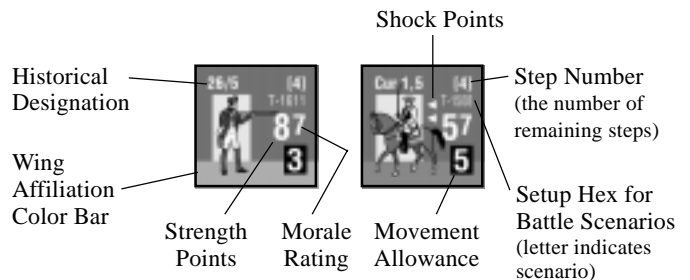 Shock Points
Historical
Designation
26/5 [4]
T-1611
87
3
Cur 1,5 [4]
57
5
Step Number
(the number of
remaining steps)
Wing
Affiliation
Color Bar
Strength
Points
Morale
Rating
Movement
Allowance
Setup Hex for
Battle Scenarios
(letter indicates
scenario)